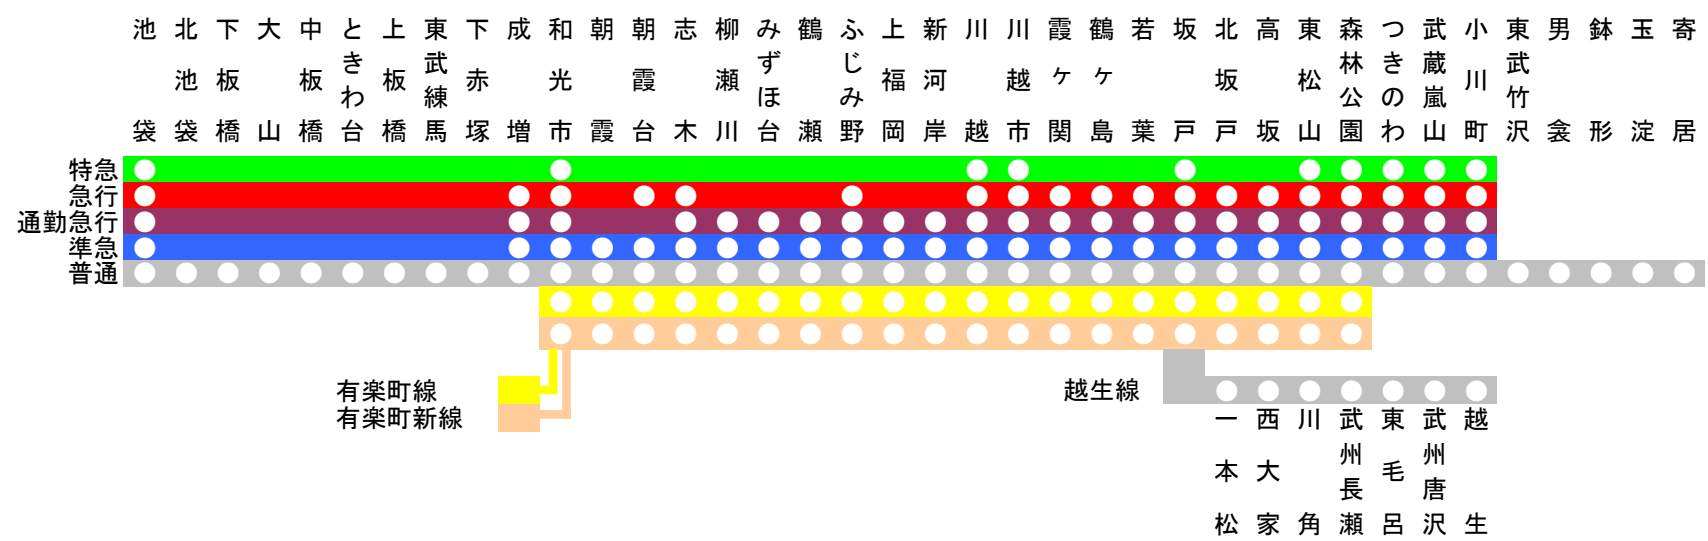 池袋
北池袋
下板橋
大山
中板橋
ときわ台
上板橋
東武練馬
下赤塚
成増
和光市
朝霞
朝霞台
志木
柳瀬川
みずほ台
鶴瀬
ふじみ野
上福岡
新河岸
川越
川越市
霞ヶ関
鶴ヶ島
若葉
坂戸
北坂戸
高坂
東松山
森林公園
つきのわ
武蔵嵐山
小川町
東武竹沢
男衾
鉢形
玉淀
寄居
特急
急行
通勤急行
準急
普通
有楽町線
有楽町新線
越生線
一本松
西大家
川角
武州長瀬
東毛呂
武州唐沢
越生